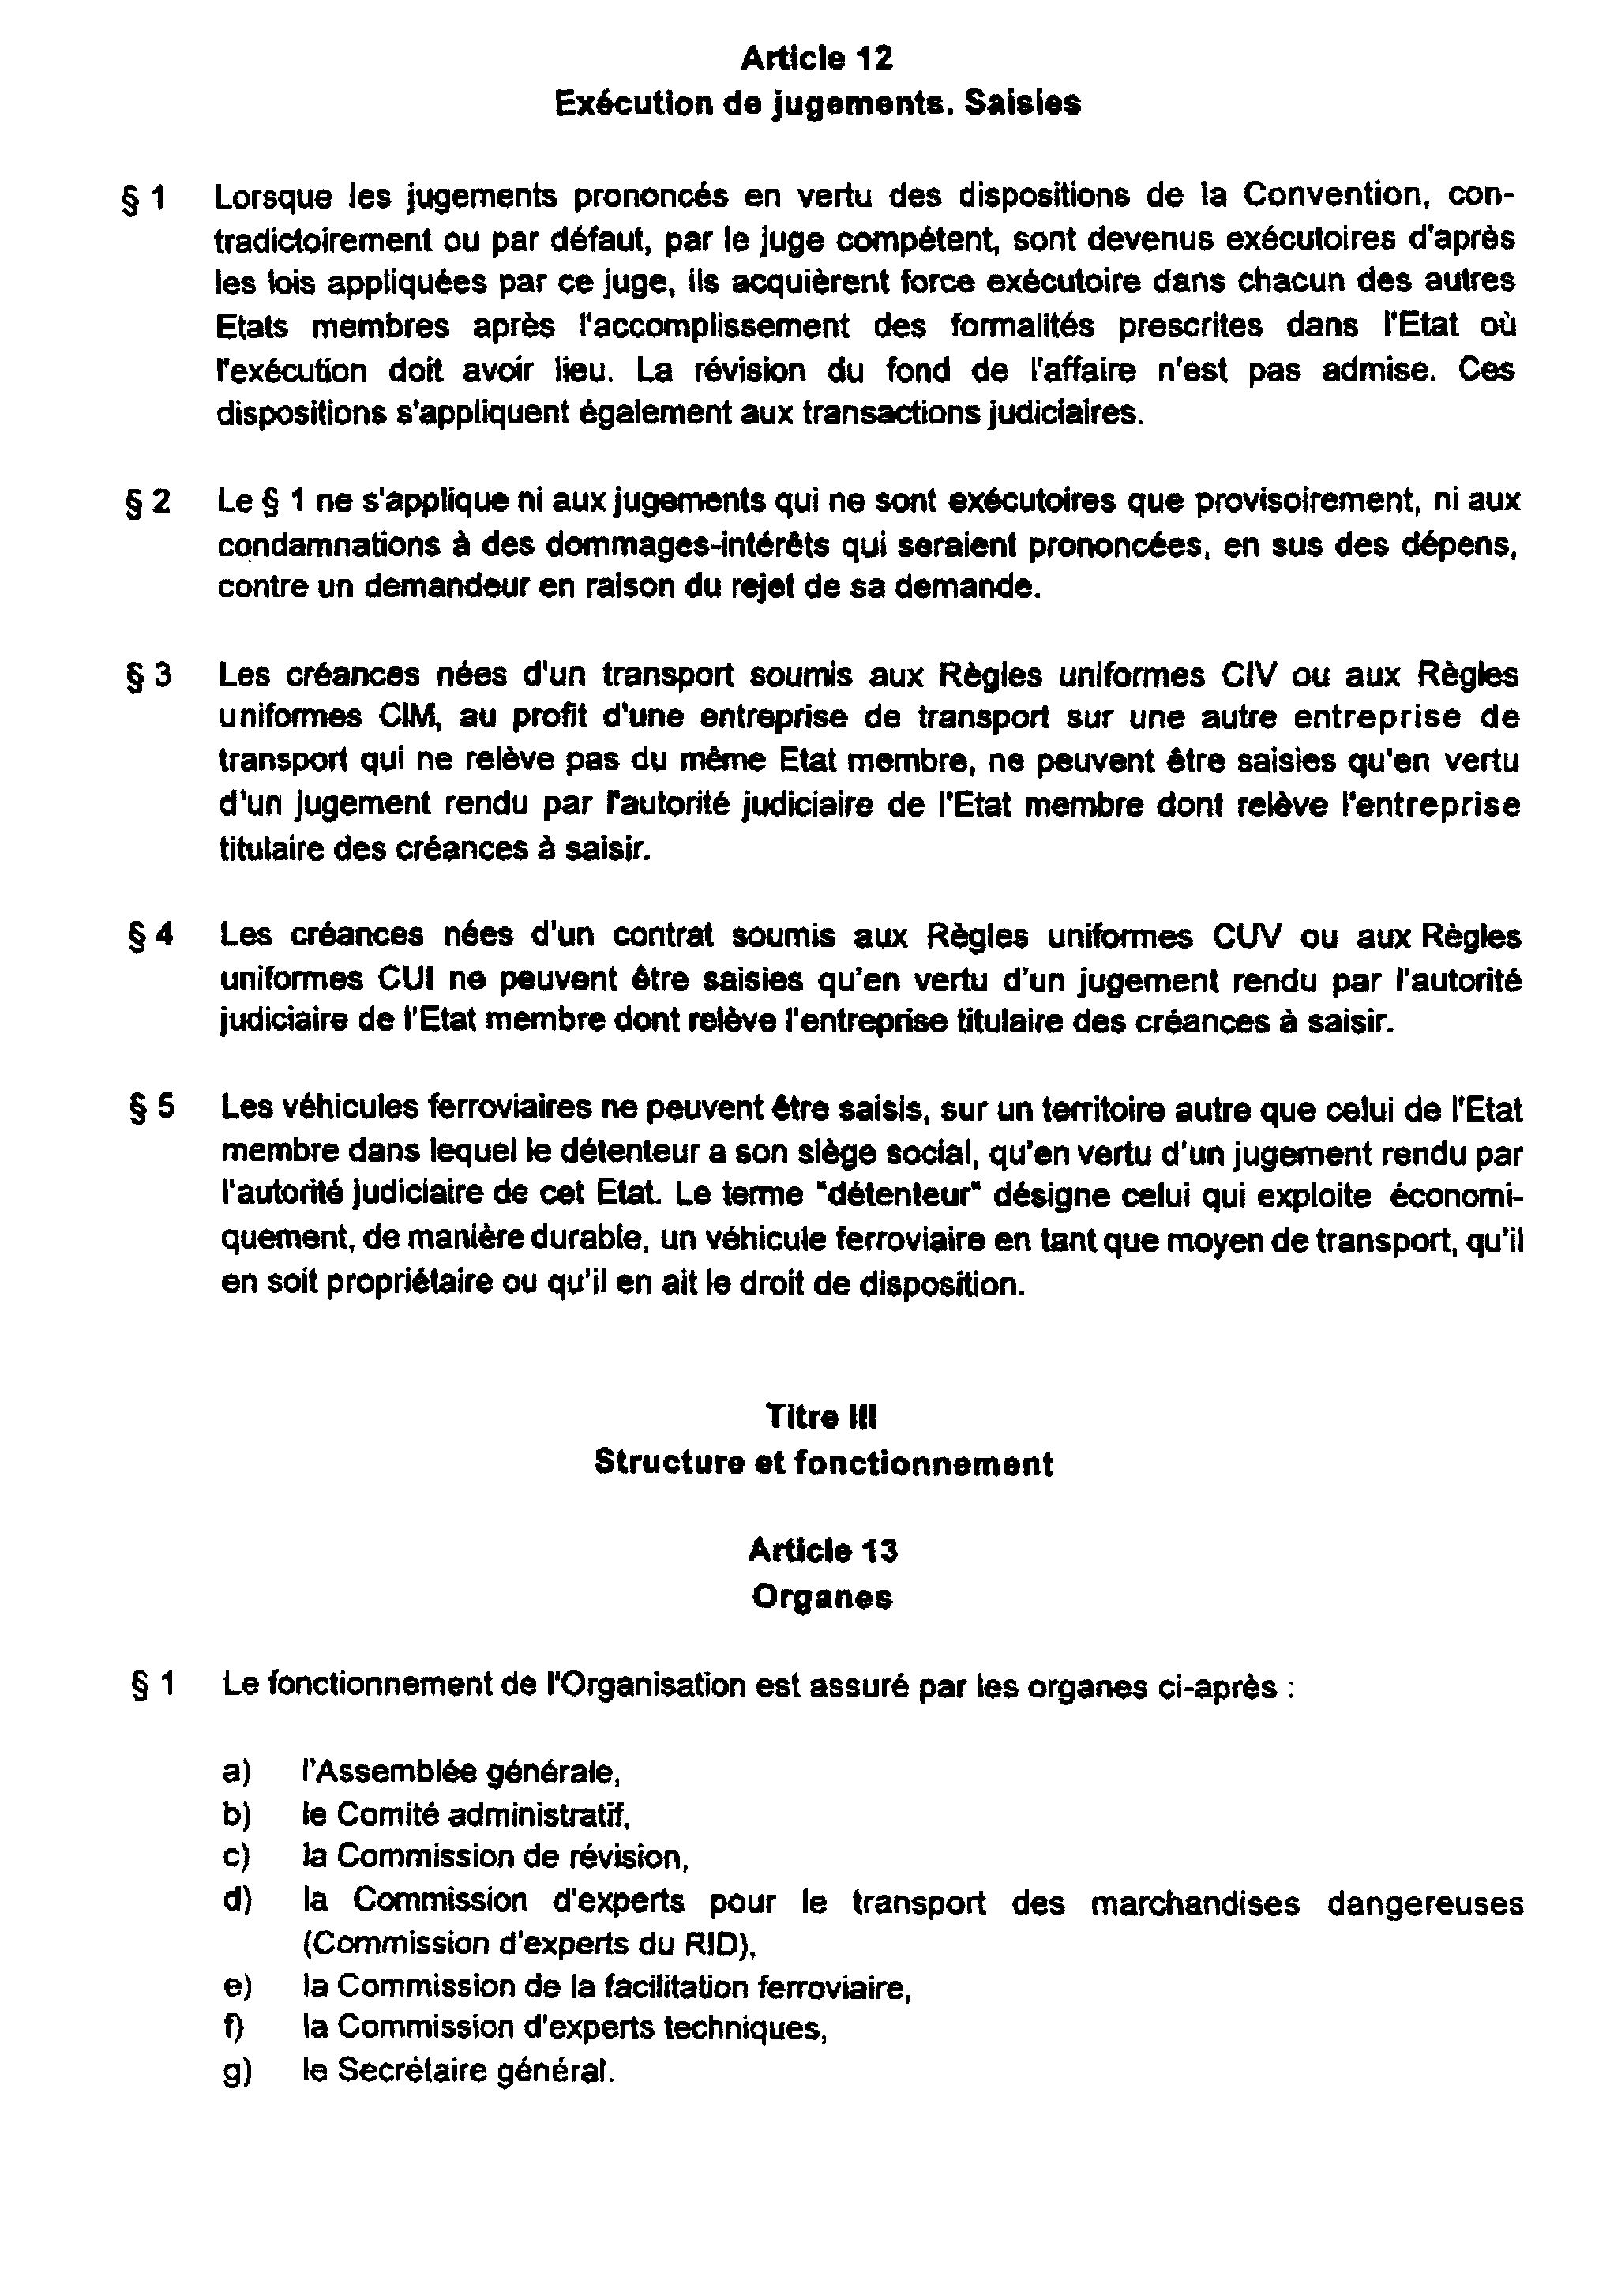 Article 12
Exécution de jugements. Saisies
§ 1 Lorsque les jugements prononcés en vertu des dispositions de la Convention, con-
tradictoirement ou par défaut, par le juge compétent, sont devenus exécutoires d'après
les lois appliquées par ce juge, ils acquièrent force exécutoire dans chacun des autres
Etats membres après l'accomplissement des formalités prescrites dans l'Etat où
l'exécution doit avoir lieu. La révision du fond de l'affaire n'est pas admise. Ces
dispositions s'appliquent également aux transactions judiciaires.
§ 2 Le § 1 ne s'applique ni aux jugements qui ne sont exécutoires que provisoirement, ni aux
condamnations à des dommages-intérêts qui seraient prononcées, en sus des dépens,
contre un demandeur en raison du rejet de sa demande.
§ 3 Les créances nées d'un transport soumis aux Règles uniformes CIV ou aux Règles
uniformes CIM, au profit d'une entreprise de transport sur une autre entreprise de
transport qui ne relève pas du même Etat membre, ne peuvent être saisies qu'en vertu
d'un jugement rendu par l'autorité judiciaire de l'Etat membre dont relève l'entreprise
titulaire des créances à saisir.
§ 4 Les créances nées d'un contrat soumis aux Règles uniformes CUV ou aux Règles
uniformes CUI ne peuvent être saisies qu'en vertu d'un jugement rendu par l'autorité
judiciaire de l'Etat membre dont relève l'entreprise titulaire des créances à saisir.
§ 5 Les véhicules ferroviaires ne peuvent être saisis, sur un territoire autre que celui de l'Etat
membre dans lequel le détenteur a son siège social, qu'en vertu d'un jugement rendu par
l'autorité judiciaire de cet Etat. Le terme "détenteur" désigne celui qui exploite économi-
quement, de manière durable, un véhicule ferroviaire en tant que moyen de transport, qu'il
en soit propriétaire ou qu'il en ait le droit de disposition.
Titre III
Structure et fonctionnement
Article 13
Organes
§ 1 Le fonctionnement de l'Organisation est assuré par les organes ci-après :
a) l'Assemblée générale,
b) le Comité administratif,
c) la Commission de révision,
d) la Commission d'experts pour le transport des marchandises dangereuses
(Commission d'experts du RID),
e) la Commission de la facilitation ferroviaire,
f) la Commission d'experts techniques,
g) le Secrétaire général.